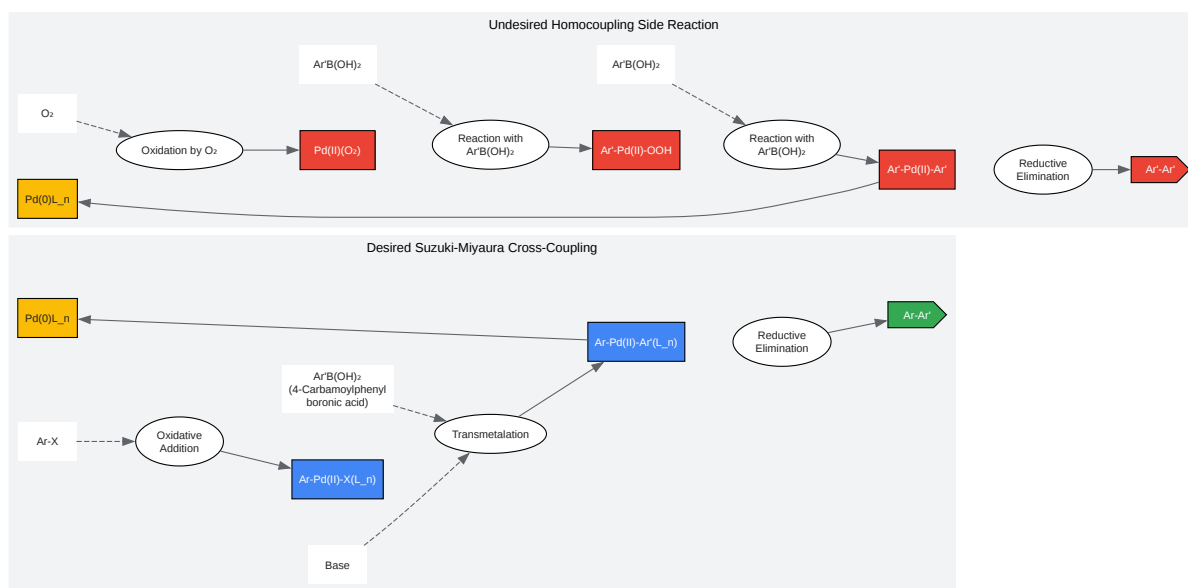 Undesired Homocoupling Side Reaction
Ar'B(OH)₂
Ar'B(OH)₂
O₂
Oxidation by O₂
Pd(II)(O₂)
Reaction with
Ar'B(OH)₂
Ar'-Pd(II)-OOH
Reaction with
Ar'B(OH)₂
Ar'-Pd(II)-Ar'
Reductive
Elimination
Ar'-Ar'
Pd(0)L_n
Desired Suzuki-Miyaura Cross-Coupling
Pd(0)L_n
Ar-Pd(II)-Ar'(L_n)
Reductive
Elimination
Ar-Ar'
Ar'B(OH)₂
(4-Carbamoylphenyl
boronic acid)
Ar-X
Oxidative
Addition
Transmetalation
Ar-Pd(II)-X(L_n)
Base